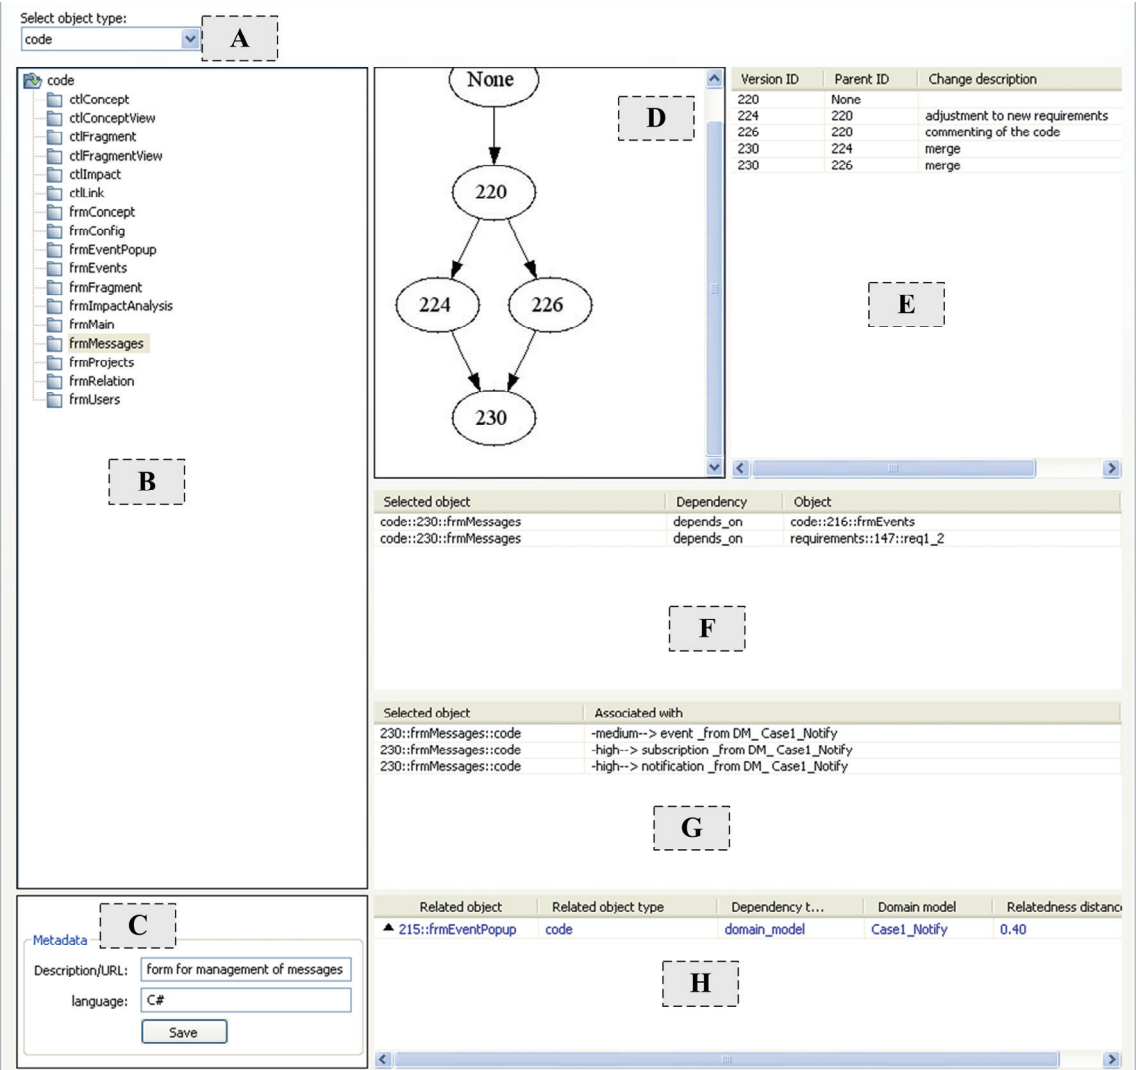 Select object type:
code
A
code
ctlConcept
ctlConceptView
ctlFragment
ctlFragmentView
ctlImpact
ctlLink
frmConcept
frmConfig
frmEventPopup
frmEvents
frmFragment
frmImpactAnalysis
frmMain
frmMessages
frmProjects
frmRelation
frmUsers
B
C
Metadata
Description/URL: form for management of messages
language: C#
Save
None
D
220
224 226
230
Version ID Parent ID Change description
220 None
224 220 adjustment to new requirements
226 220 commenting of the code
230 224 merge
230 226 merge
E
Selected object Dependency Object
code::230::frmMessages depends_on code::216::frmEvents
code::230::frmMessages depends_on requirements::147::req1_2
F
Selected object Associated with
230::frmMessages::code -medium--> event _from DM_ Case1_Notify
230::frmMessages::code -high--> subscription _from DM_ Case1_Notify
230::frmMessages::code -high--> notification _from DM_ Case1_Notify
G
Related object Related object type Dependency t... Domain model Relatedness distance
215::frmEventPopup code domain_model Case1_Notify 0.40
H